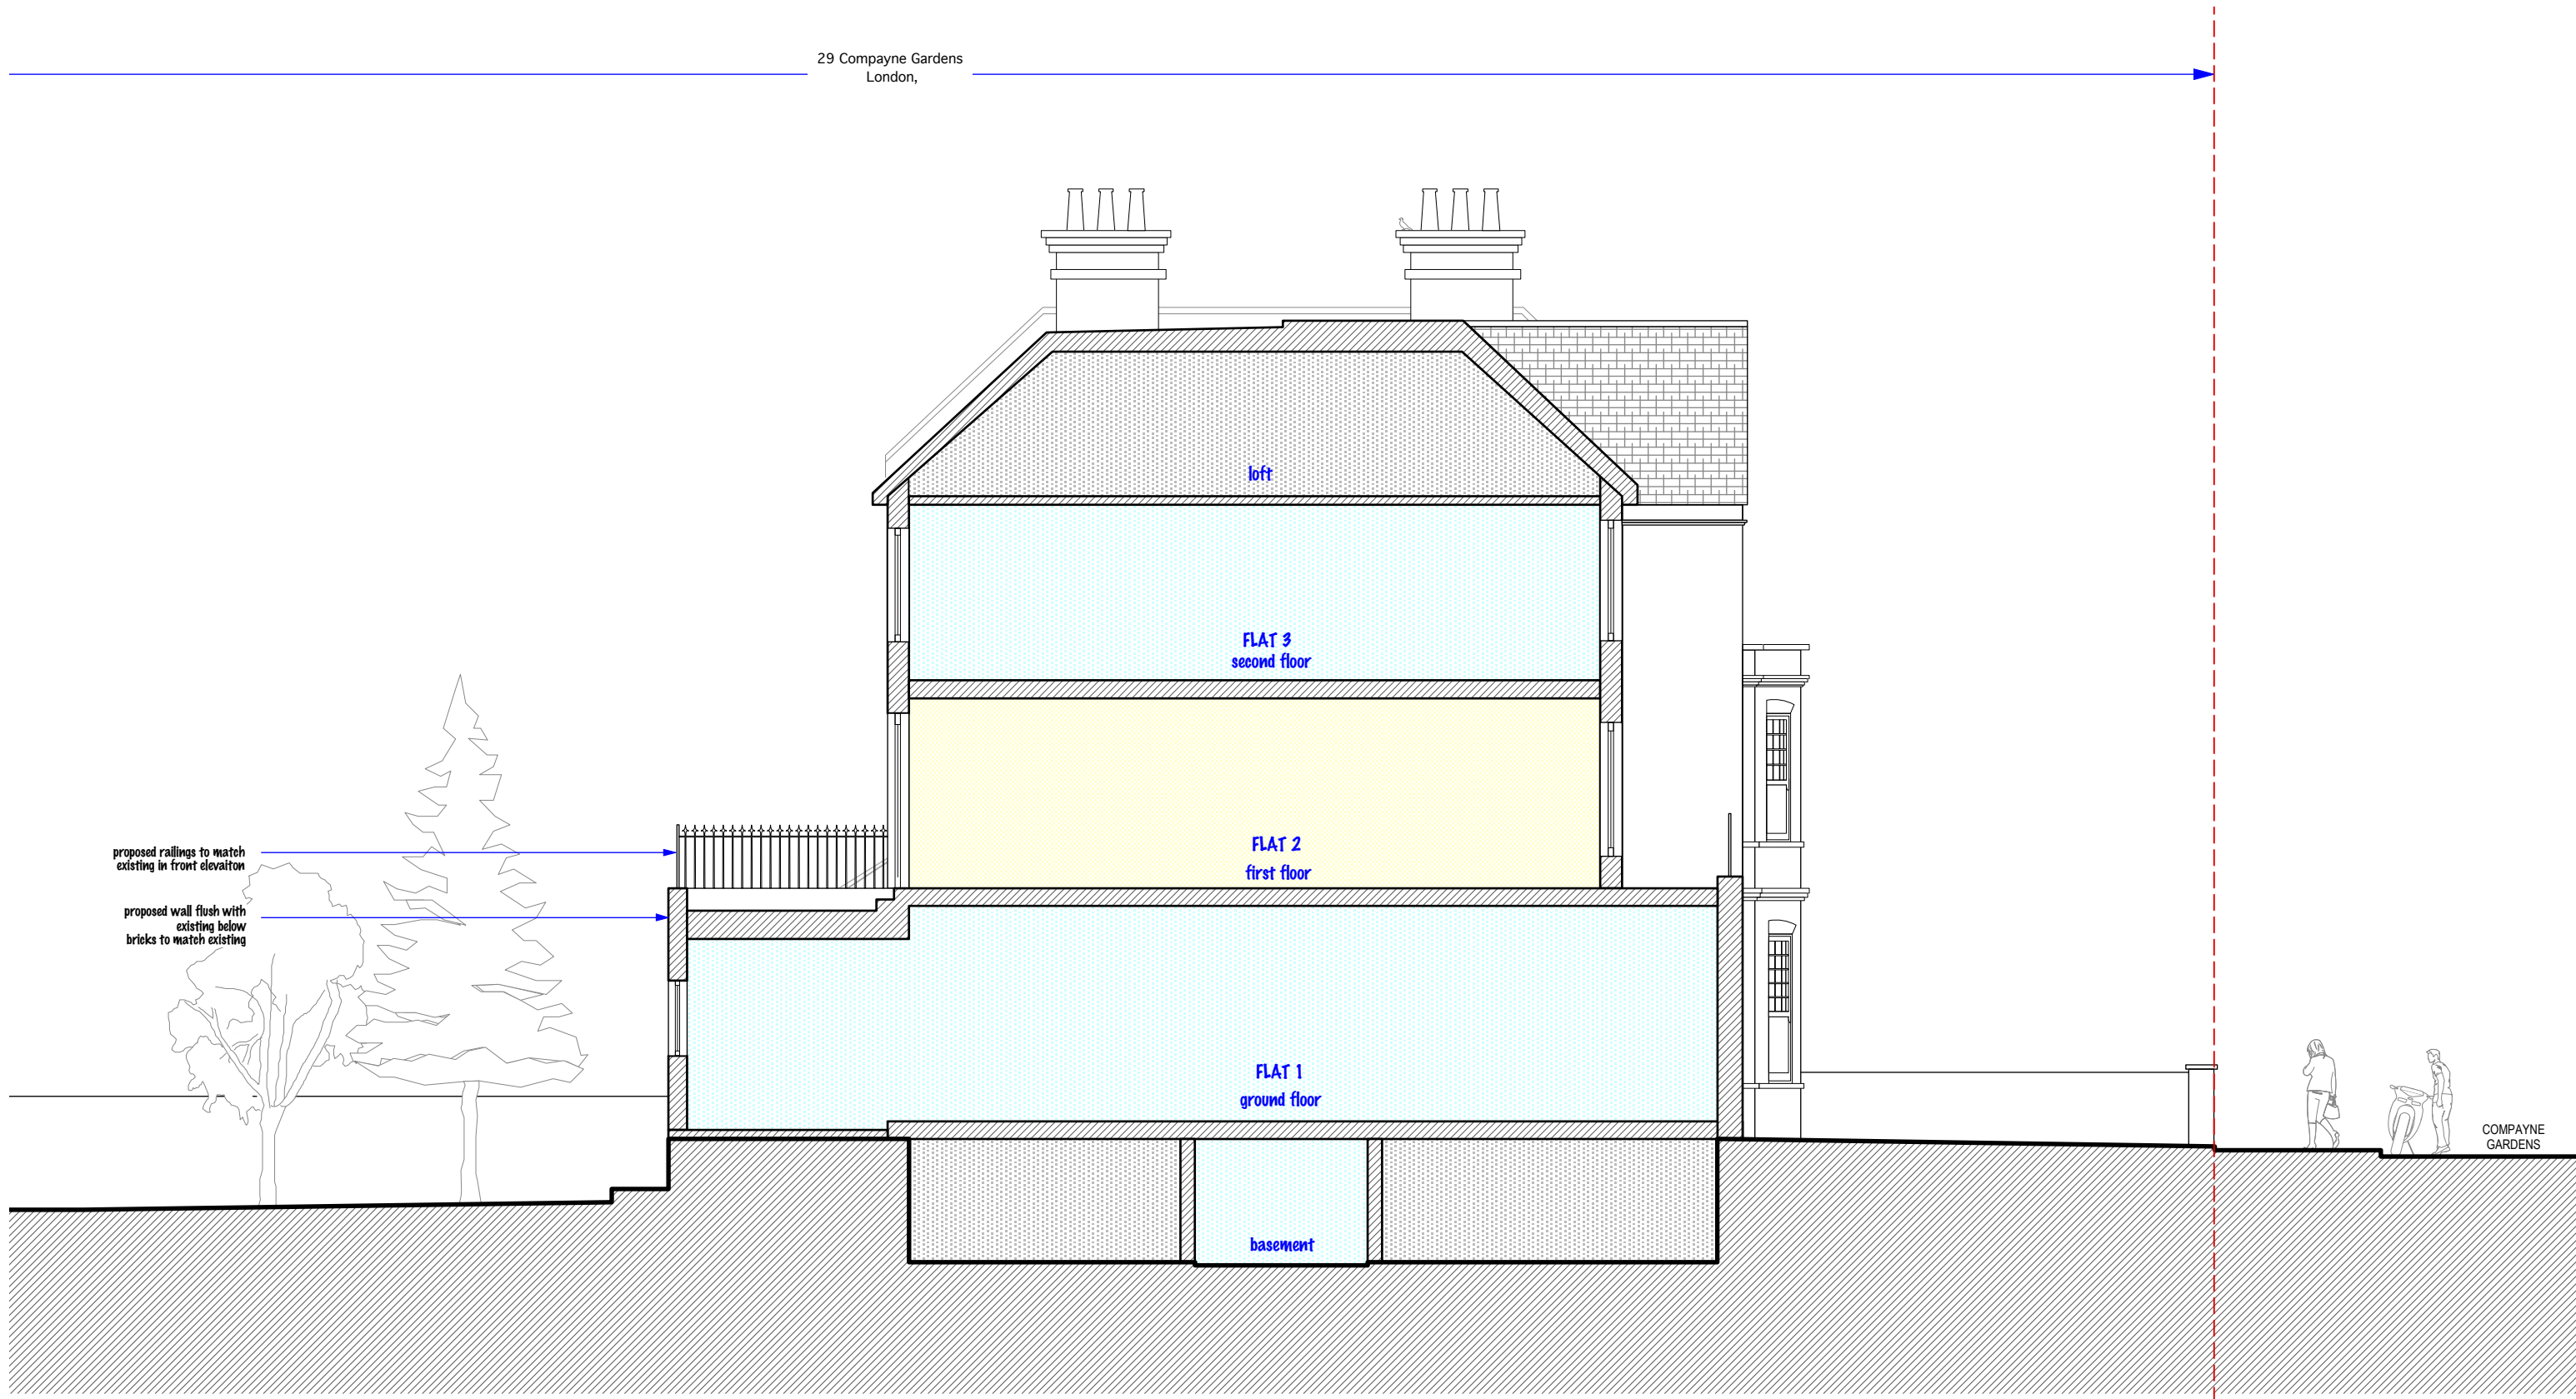 29 Compayne Gardens
London,
loft
FLAT 3
second floor
proposed railings to match
existing in front elevaiton
FLAT 2
first floor
proposed wall flush with
existing below
bricks to match existing
FLAT 1
ground floor
COMPAYNE
GARDENS
basement